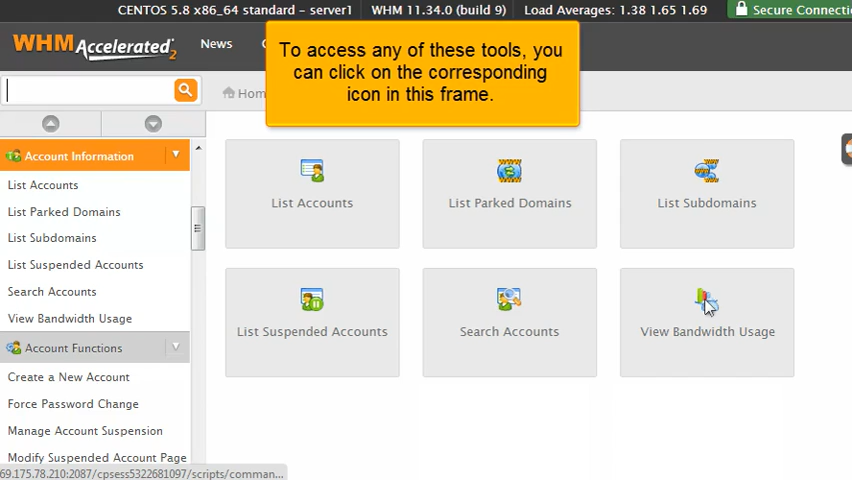 CENTOS 5.8 x86_64 standard - server1 WHM 11.34.0 (build 9) Load Averages: 1.38 1.65 1.69 Secure Connecti
WHM Accelerated2
News
To access any of these tools, you
can click on the corresponding
icon in this frame.
Hom
Account Information
List Accounts
List Parked Domains
List Subdomains
List Suspended Accounts
Search Accounts
View Bandwidth Usage
Account Functions
Create a New Account
Force Password Change
Manage Account Suspension
Modify Suspended Account Page
69.175.78.210:2087/cpsess5322681097/scripts/comman...
List Accounts
List Parked Domains
List Subdomains
List Suspended Accounts
Search Accounts
View Bandwidth Usage